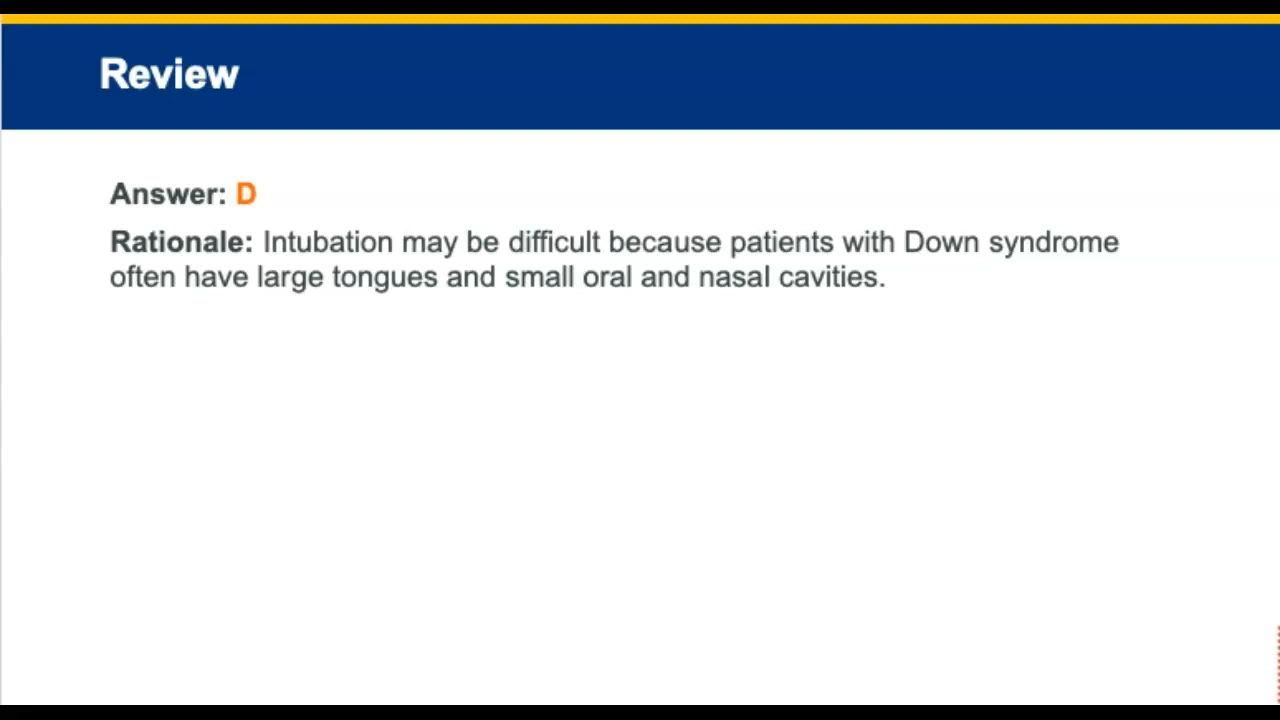 Review
Answer: D
Rationale: Intubation may be difficult because patients with Down syndrome
often have large tongues and small oral and nasal cavities.